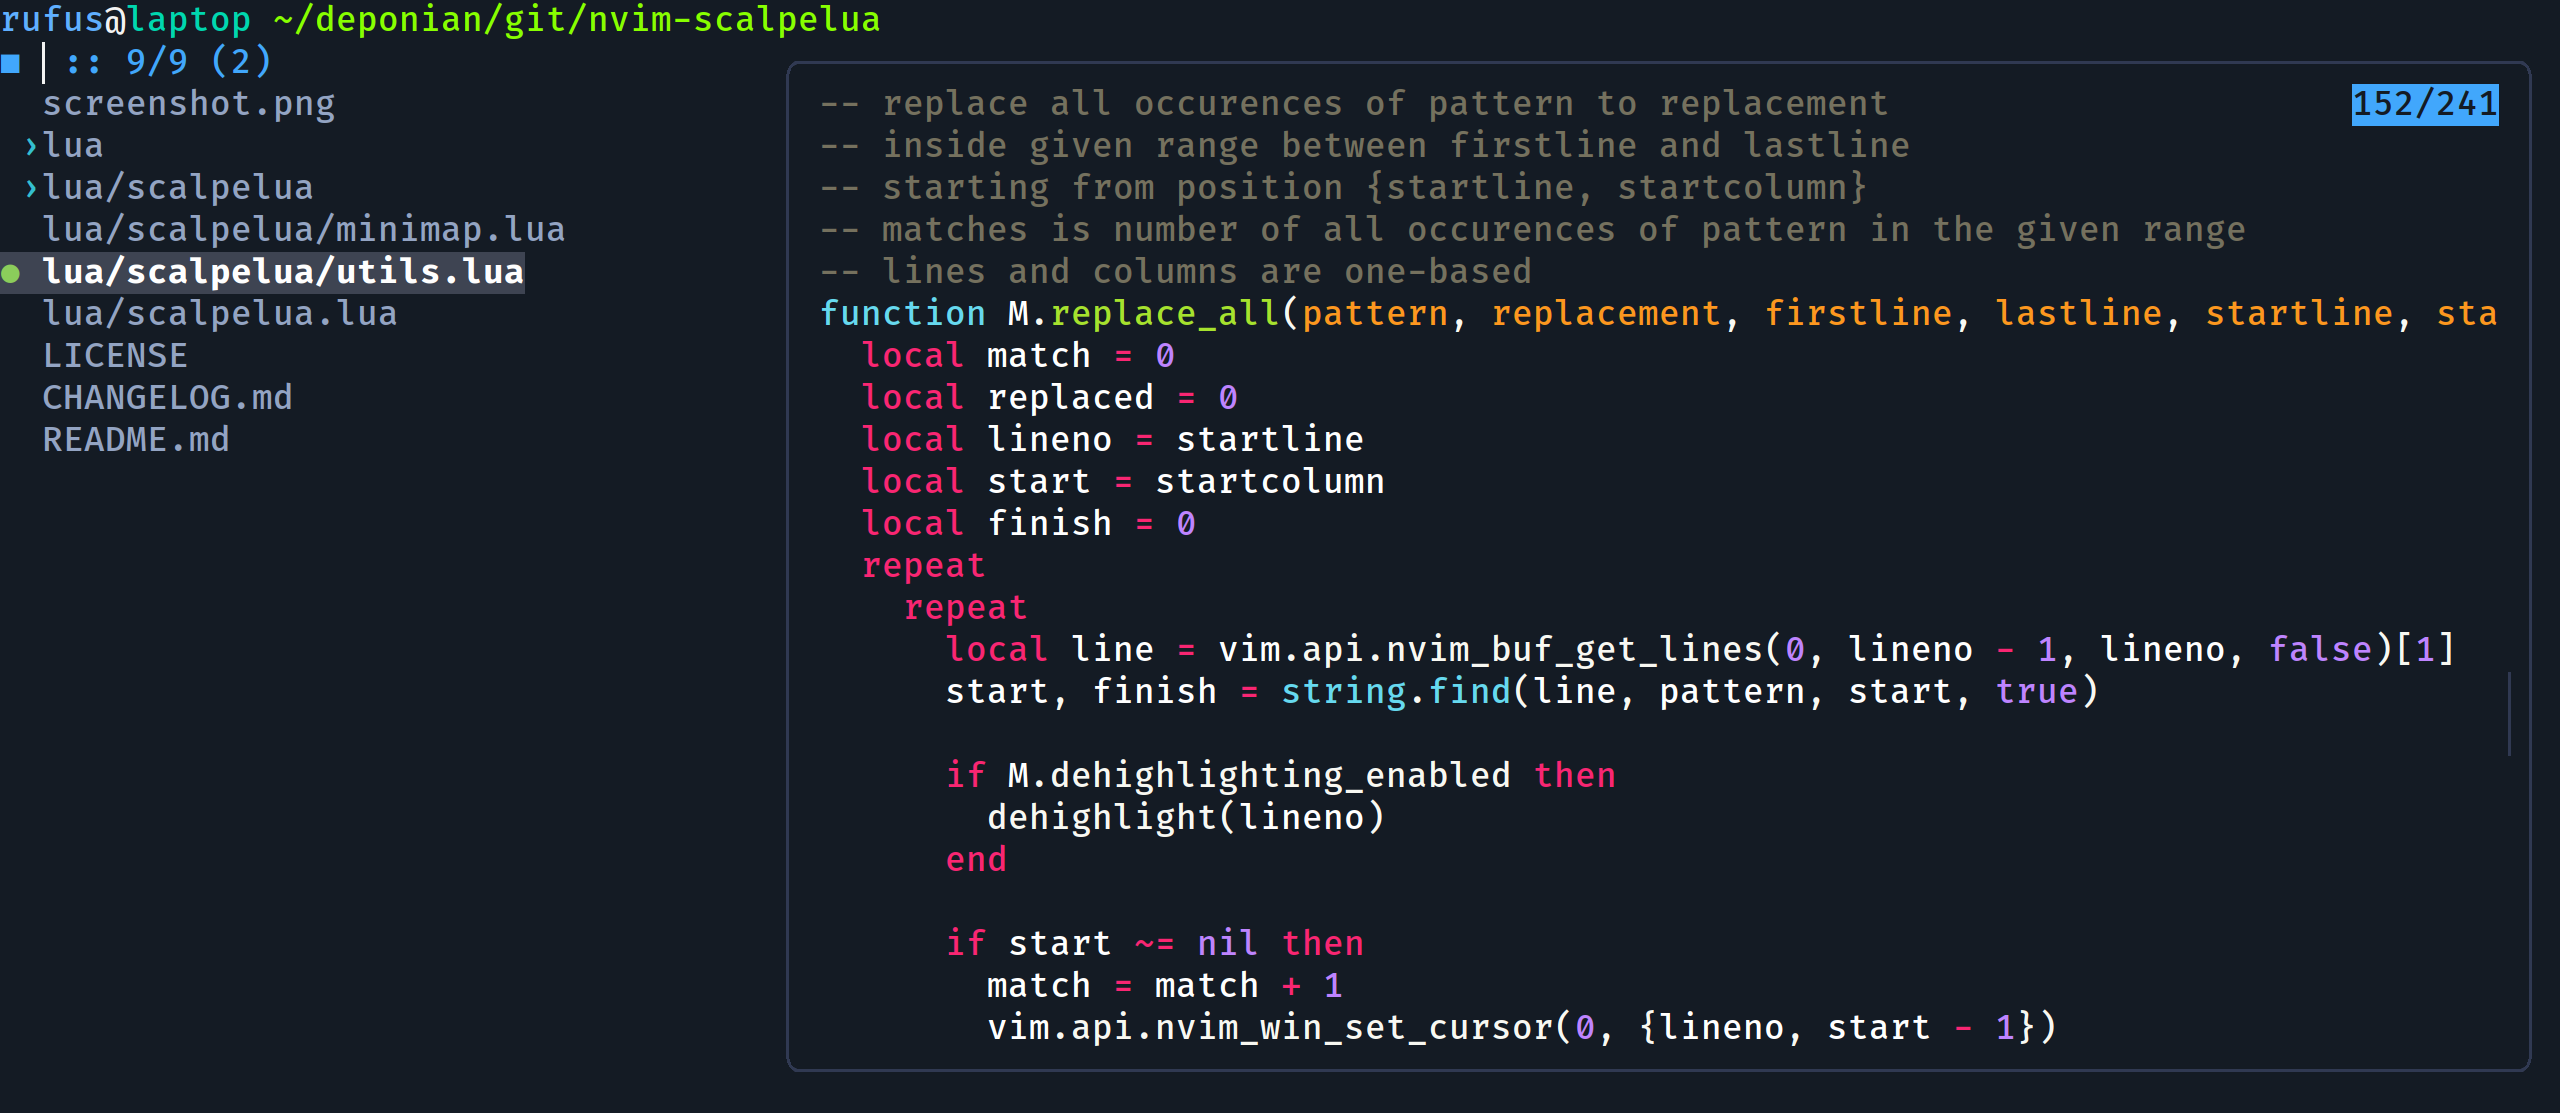 rufus@laptop ~/deponian/git/nvim-scalpelua
:: 9/9 (2)
screenshot.png
›lua
›lua/scalpelua
lua/scalpelua/minimap.lua
lua/scalpelua/utils.lua
lua/scalpelua.lua
LICENSE
CHANGELOG.md
README.md
152/241
-- replace all occurences of pattern to replacement
-- inside given range between firstline and lastline
-- starting from position {startline, startcolumn}
-- matches is number of all occurences of pattern in the given range
-- lines and columns are one-based
function M.replace_all(pattern, replacement, firstline, lastline, startline, sta
  local match = 0
  local replaced = 0
  local lineno = startline
  local start = startcolumn
  local finish = 0
  repeat
    repeat
      local line = vim.api.nvim_buf_get_lines(0, lineno - 1, lineno, false)[1]
      start, finish = string.find(line, pattern, start, true)
      if M.dehighlighting_enabled then
        dehighlight(lineno)
      end
      if start ~= nil then
        match = match + 1
        vim.api.nvim_win_set_cursor(0, {lineno, start - 1})